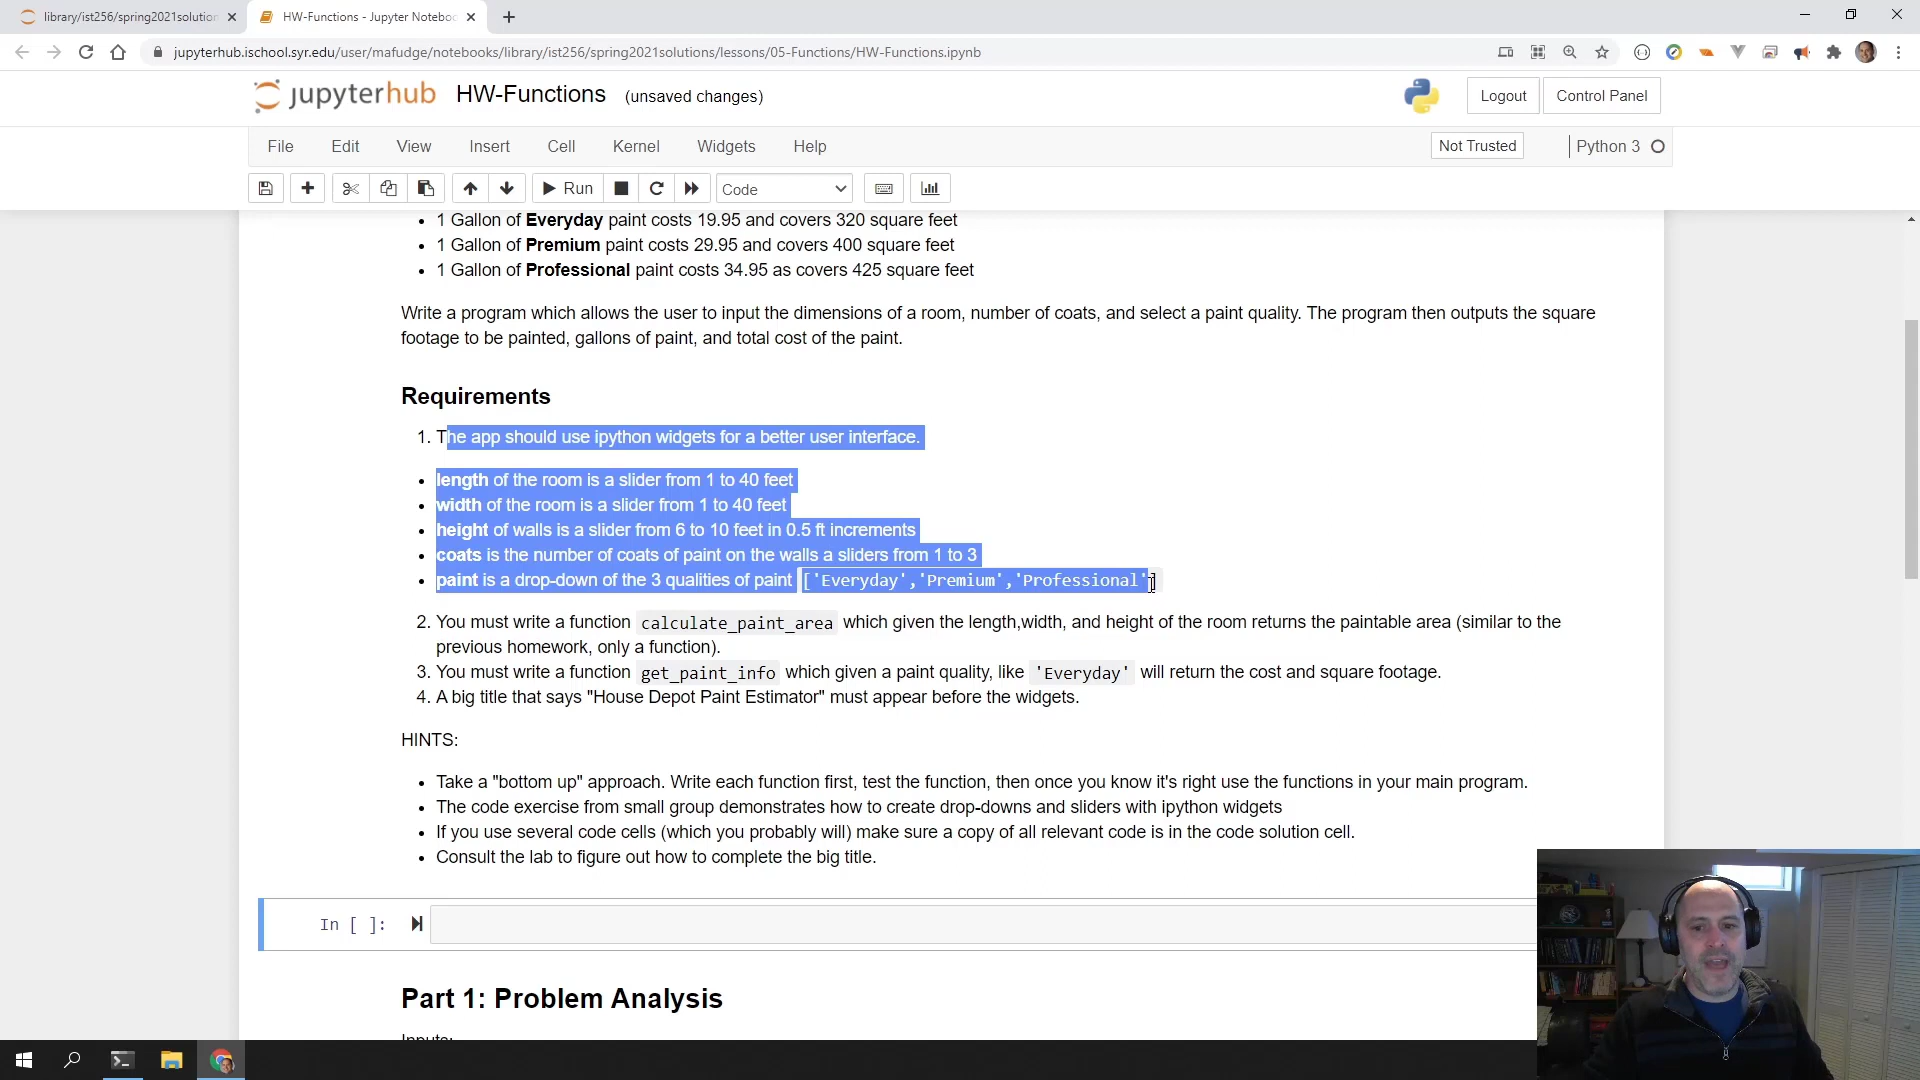 library/ist256/spring2021solution
HW-Functions - Jupyter Noteboo
jupyterhub.ischool.syr.edu/user/mafudge/notebooks/library/ist256/spring2021solutions/lessons/05-Functions/HW-Functions.ipynb
jupyterhub HW-Functions (unsaved changes)
Logout
Control Panel
File Edit View Insert Cell Kernel Widgets Help
Not Trusted
Python 3
Run
Code
• 1 Gallon of Everyday paint costs 19.95 and covers 320 square feet
• 1 Gallon of Premium paint costs 29.95 and covers 400 square feet
• 1 Gallon of Professional paint costs 34.95 as covers 425 square feet
Write a program which allows the user to input the dimensions of a room, number of coats, and select a paint quality. The program then outputs the square
footage to be painted, gallons of paint, and total cost of the paint.
Requirements
1. The app should use ipython widgets for a better user interface.
• length of the room is a slider from 1 to 40 feet
• width of the room is a slider from 1 to 40 feet
• height of walls is a slider from 6 to 10 feet in 0.5 ft increments
• coats is the number of coats of paint on the walls a sliders from 1 to 3
• paint is a drop-down of the 3 qualities of paint ['Everyday','Premium','Professional']
2. You must write a function calculate_paint_area which given the length,width, and height of the room returns the paintable area (similar to the
previous homework, only a function).
3. You must write a function get_paint_info which given a paint quality, like 'Everyday' will return the cost and square footage.
4. A big title that says "House Depot Paint Estimator" must appear before the widgets.
HINTS:
• Take a "bottom up" approach. Write each function first, test the function, then once you know it's right use the functions in your main program.
• The code exercise from small group demonstrates how to create drop-downs and sliders with ipython widgets
• If you use several code cells (which you probably will) make sure a copy of all relevant code is in the code solution cell.
• Consult the lab to figure out how to complete the big title.
In [ ]:
Part 1: Problem Analysis
Inputs: